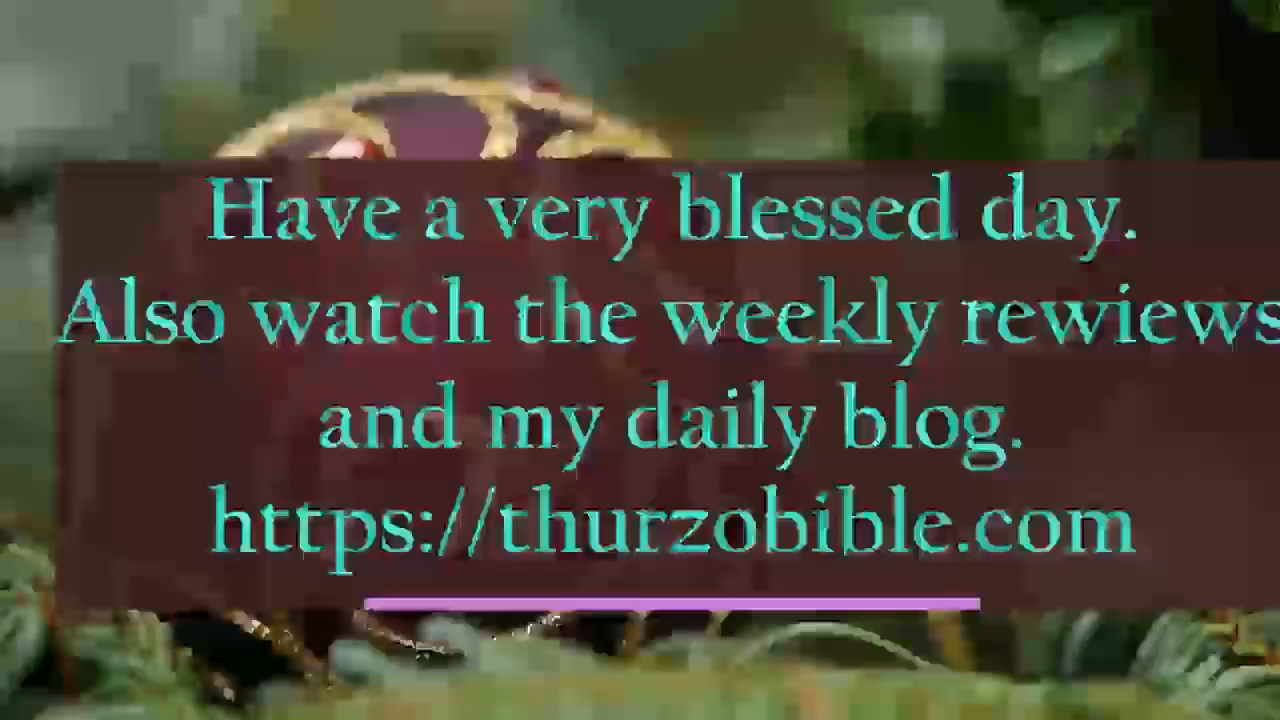 Have a very blessed day.
Also watch the weekly rewiews
and my daily blog.
https://thurzobible.com